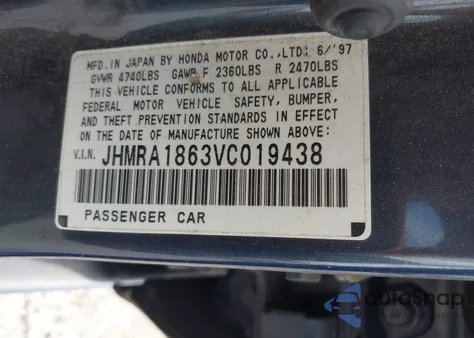 MFD.IN JAPAN BY HONDA MOTOR CO.,LTD; 6/'97
GVWR 4740LBS GAWR F 2360LBS R 2470LBS
THIS VEHICLE CONFORMS TO ALL APPLICABLE
FEDERAL MOTOR VEHICLE SAFETY, BUMPER,
AND THEFT PREVENTION STANDARDS IN EFFECT
ON THE DATE OF MANUFACTURE SHOWN ABOVE:
V.I.N. JHMRA1863VC019438
PASSENGER CAR
autosnap